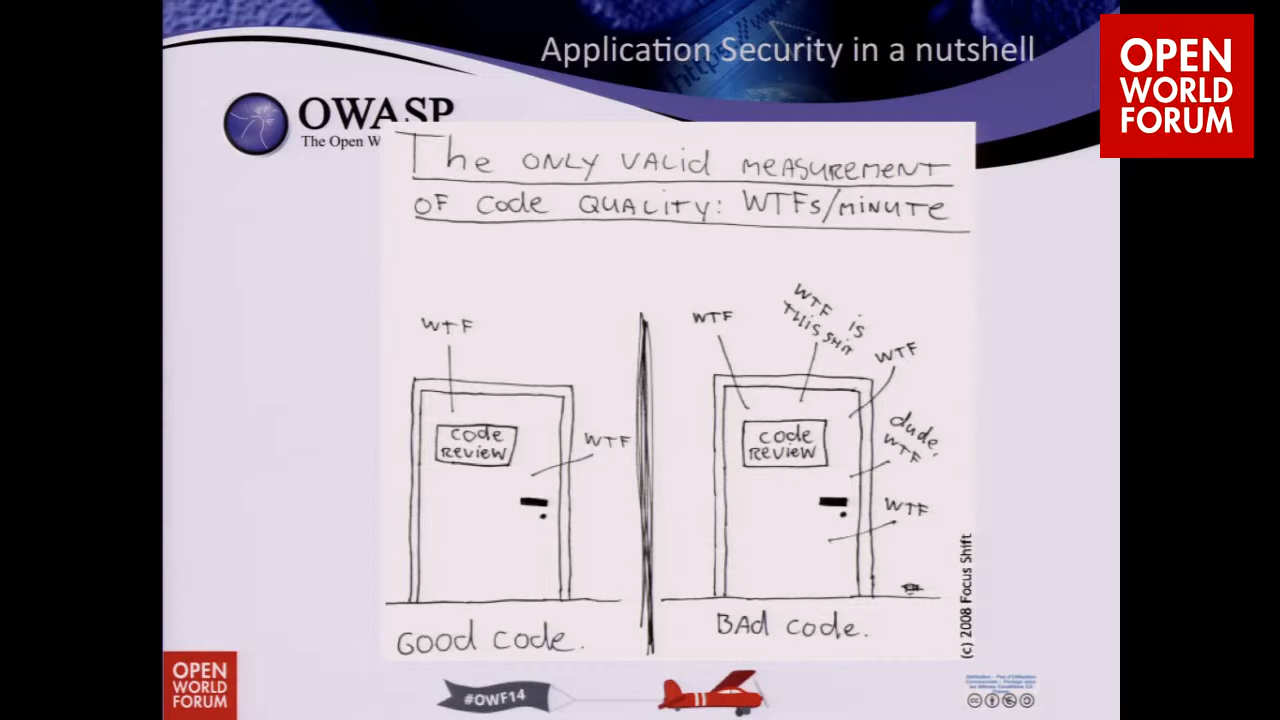 Application Security in a nutshell
OPEN
WORLD
FORUM
OWASP
The Open W
The ONLY VALID MEASUREMENT
OF Code QUALITY: WTFs/MINUTE
WTF
WTF
Code
REVIEW
GOOD Code.
WTF
WTF is
THIS SHIT
WTF
dude,
WTF
WTF
Code
REVIEW
BAd Code.
(c) 2008 Focus Shift
OPEN
WORLD
FORUM
#OWF14